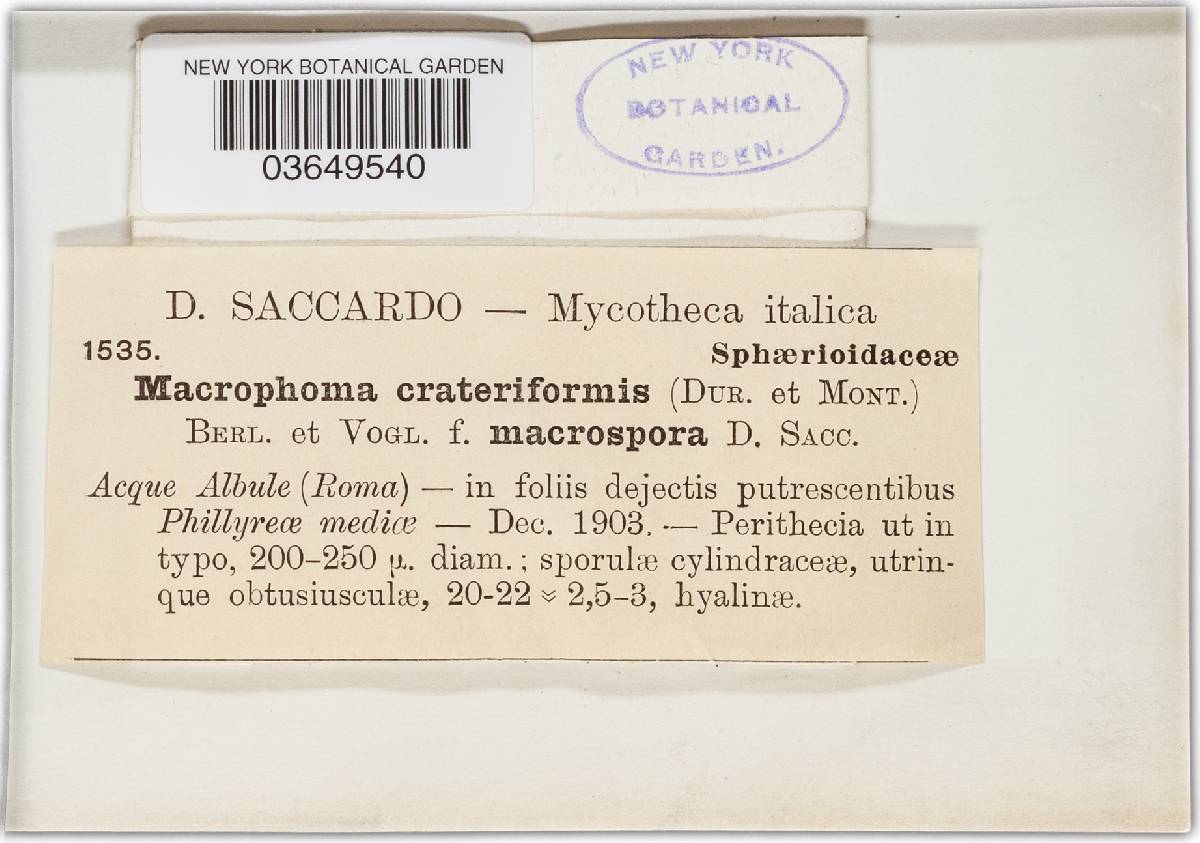 NEW YORK BOTANICAL GARDEN
03649540
NEW YORK
BOTANICAL
GARDEN.
D. SACCARDO — Mycotheca italica
1535. Sphærioidaceæ
Macrophoma crateriformis (DUR. et MONT.)
BERL. et VOGL. f. macrospora D. SACC.
Acque Albule (Roma) — in foliis dejectis putrescentibus
Phillyreæ mediæ — Dec. 1903. — Perithecia ut in
typo, 200–250 μ. diam.; sporulæ cylindraceæ, utrin-
que obtusiusculæ, 20-22 ≚ 2,5–3, hyalinæ.